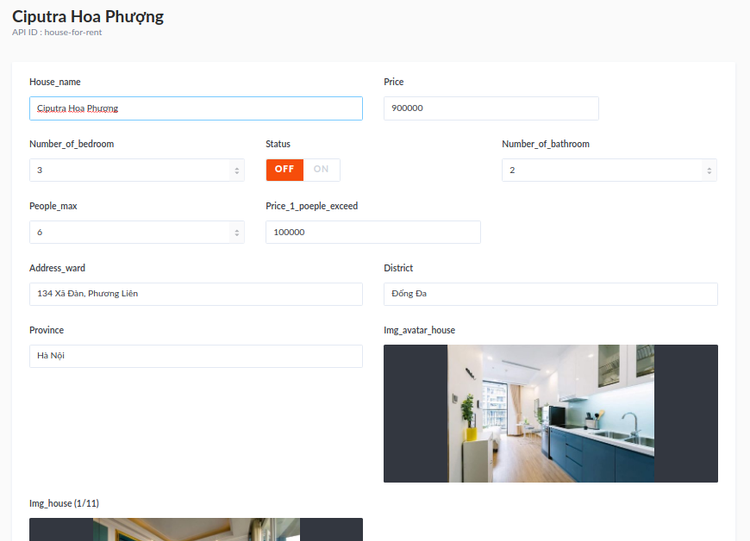 Ciputra Hoa Phượng
API ID : house-for-rent
House_name
Price
Ciputra Hoa Phượng
900000
Number_of_bedroom
Status
Number_of_bathroom
3
OFF
ON
2
People_max
Price_1_poeple_exceed
6
100000
Address_ward
District
134 Xã Đàn, Phương Liên
Đống Đa
Province
Img_avatar_house
Hà Nội
Img_house (1/11)